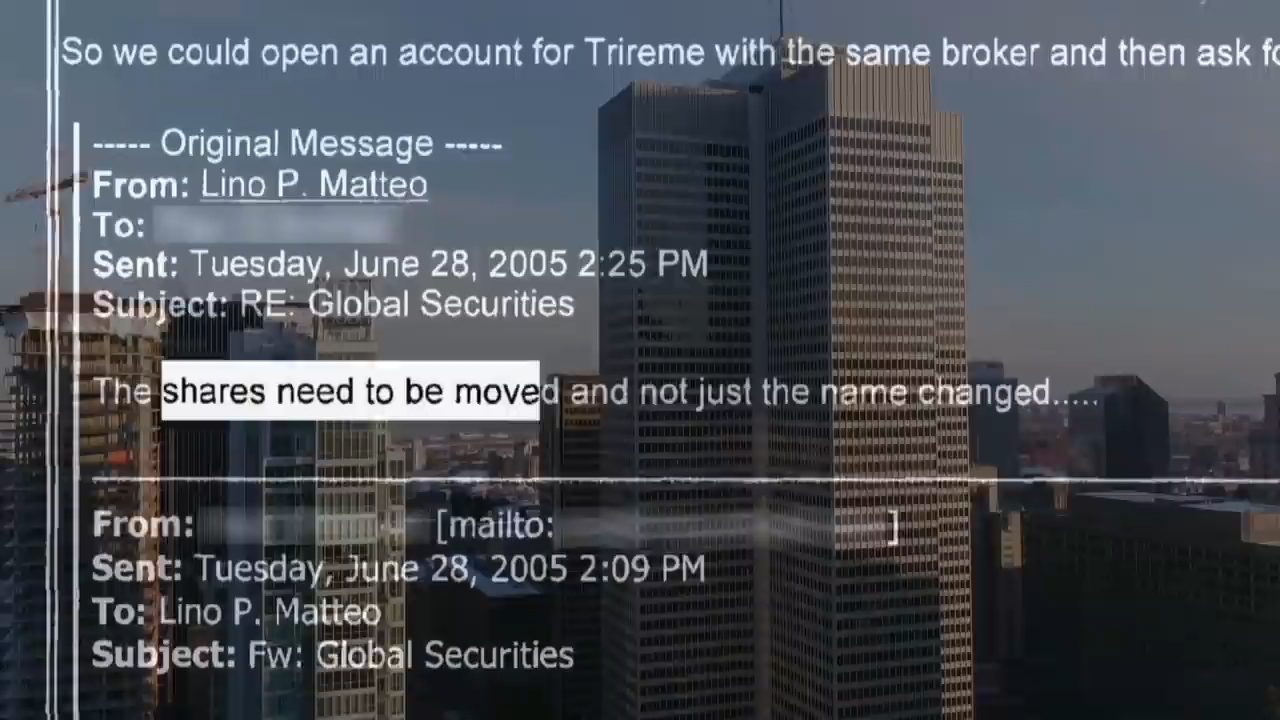 So we could open an account for Trireme with the same broker and then ask
----- Original Message -----
From: Lino P. Matteo
To:
Sent: Tuesday, June 28, 2005 2:25 PM
Subject: RE: Global Securities
The shares need to be moved and not just the name changed.....
From: [mailto: ]
Sent: Tuesday, June 28, 2005 2:09 PM
To: Lino P. Matteo
Subject: Fw: Global Securities